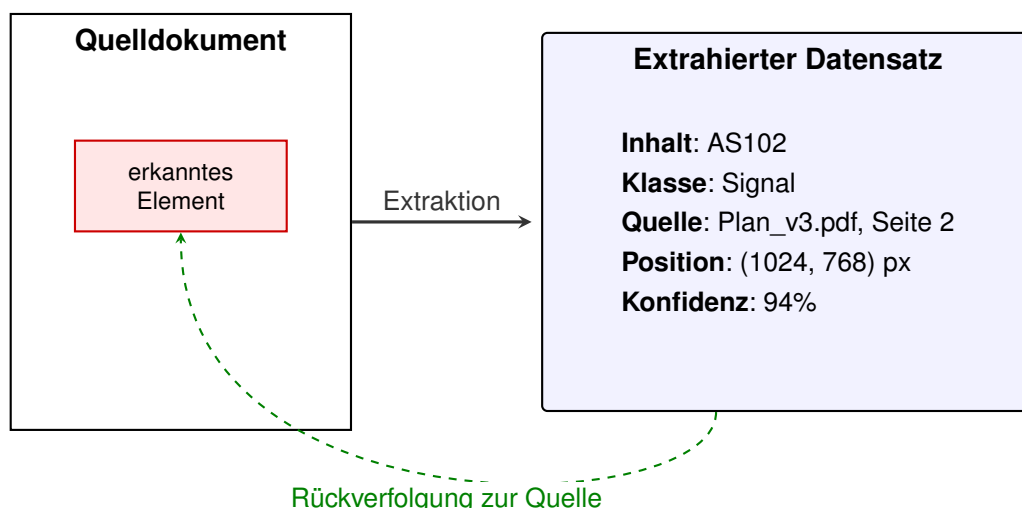 Quelldokument
erkanntes
Element
Extraktion
Extrahierter Datensatz
Inhalt: AS102
Klasse: Signal
Quelle: Plan_v3.pdf, Seite 2
Position: (1024, 768) px
Konfidenz: 94%
Rückverfolgung zur Quelle